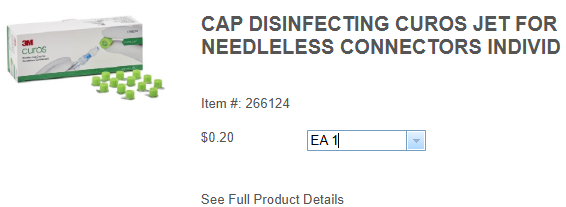 CAP DISINFECTING CUROS JET FOR
NEEDLELESS CONNECTORS INDIVID
3M
curos
Item #: 266124
$0.20
EA 1
See Full Product Details